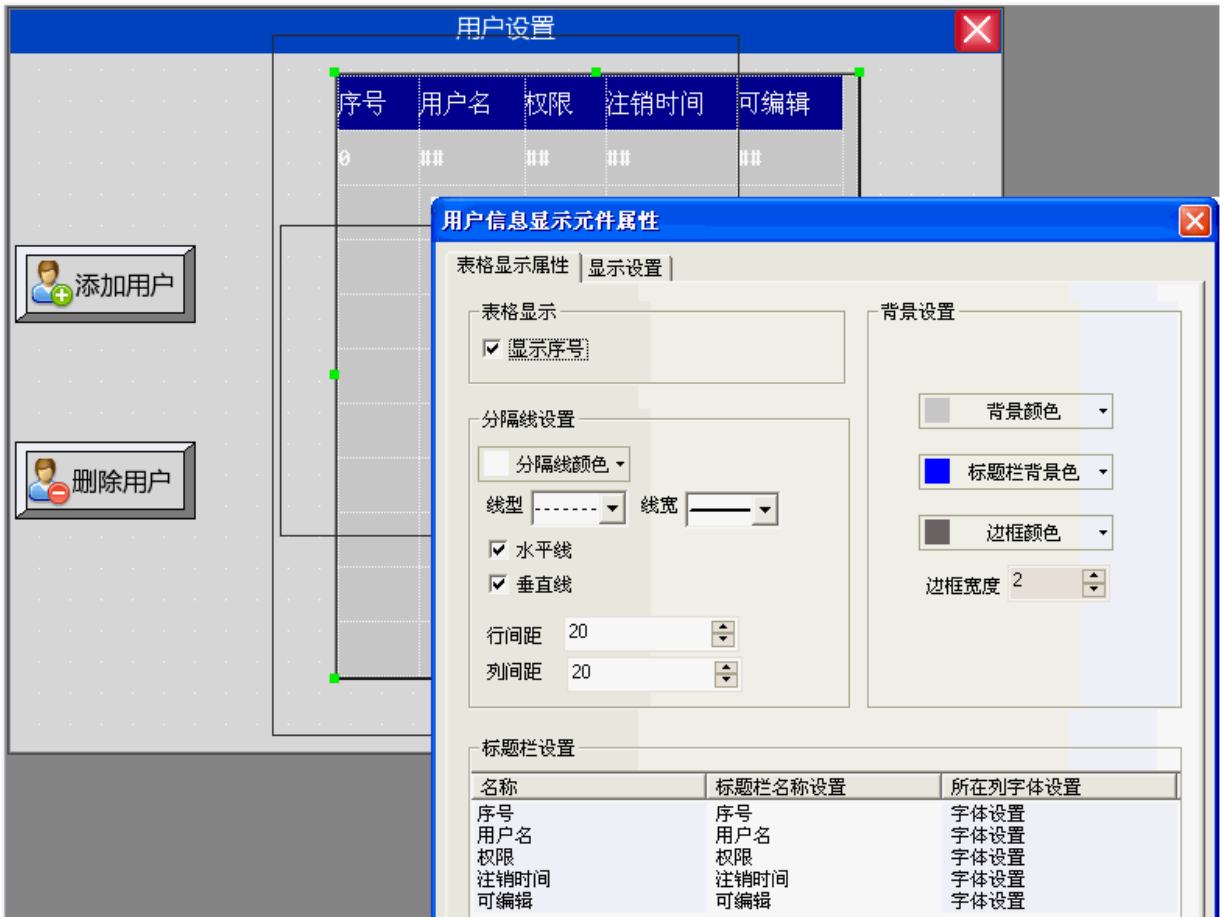 用户设置
序号 用户名 权限 注销时间 可编辑
0 ## ## ## ##
添加用户
删除用户
用户信息显示元件属性
表格显示属性 显示设置
表格显示
显示序号
分隔线设置
分隔线颜色
线型 线宽
水平线
垂直线
行间距 20
列间距 20
背景设置
背景颜色
标题栏背景色
边框颜色
边框宽度 2
标题栏设置
名称 标题栏名称设置 所在列字体设置
序号 序号 字体设置
用户名 用户名 字体设置
权限 权限 字体设置
注销时间 注销时间 字体设置
可编辑 可编辑 字体设置